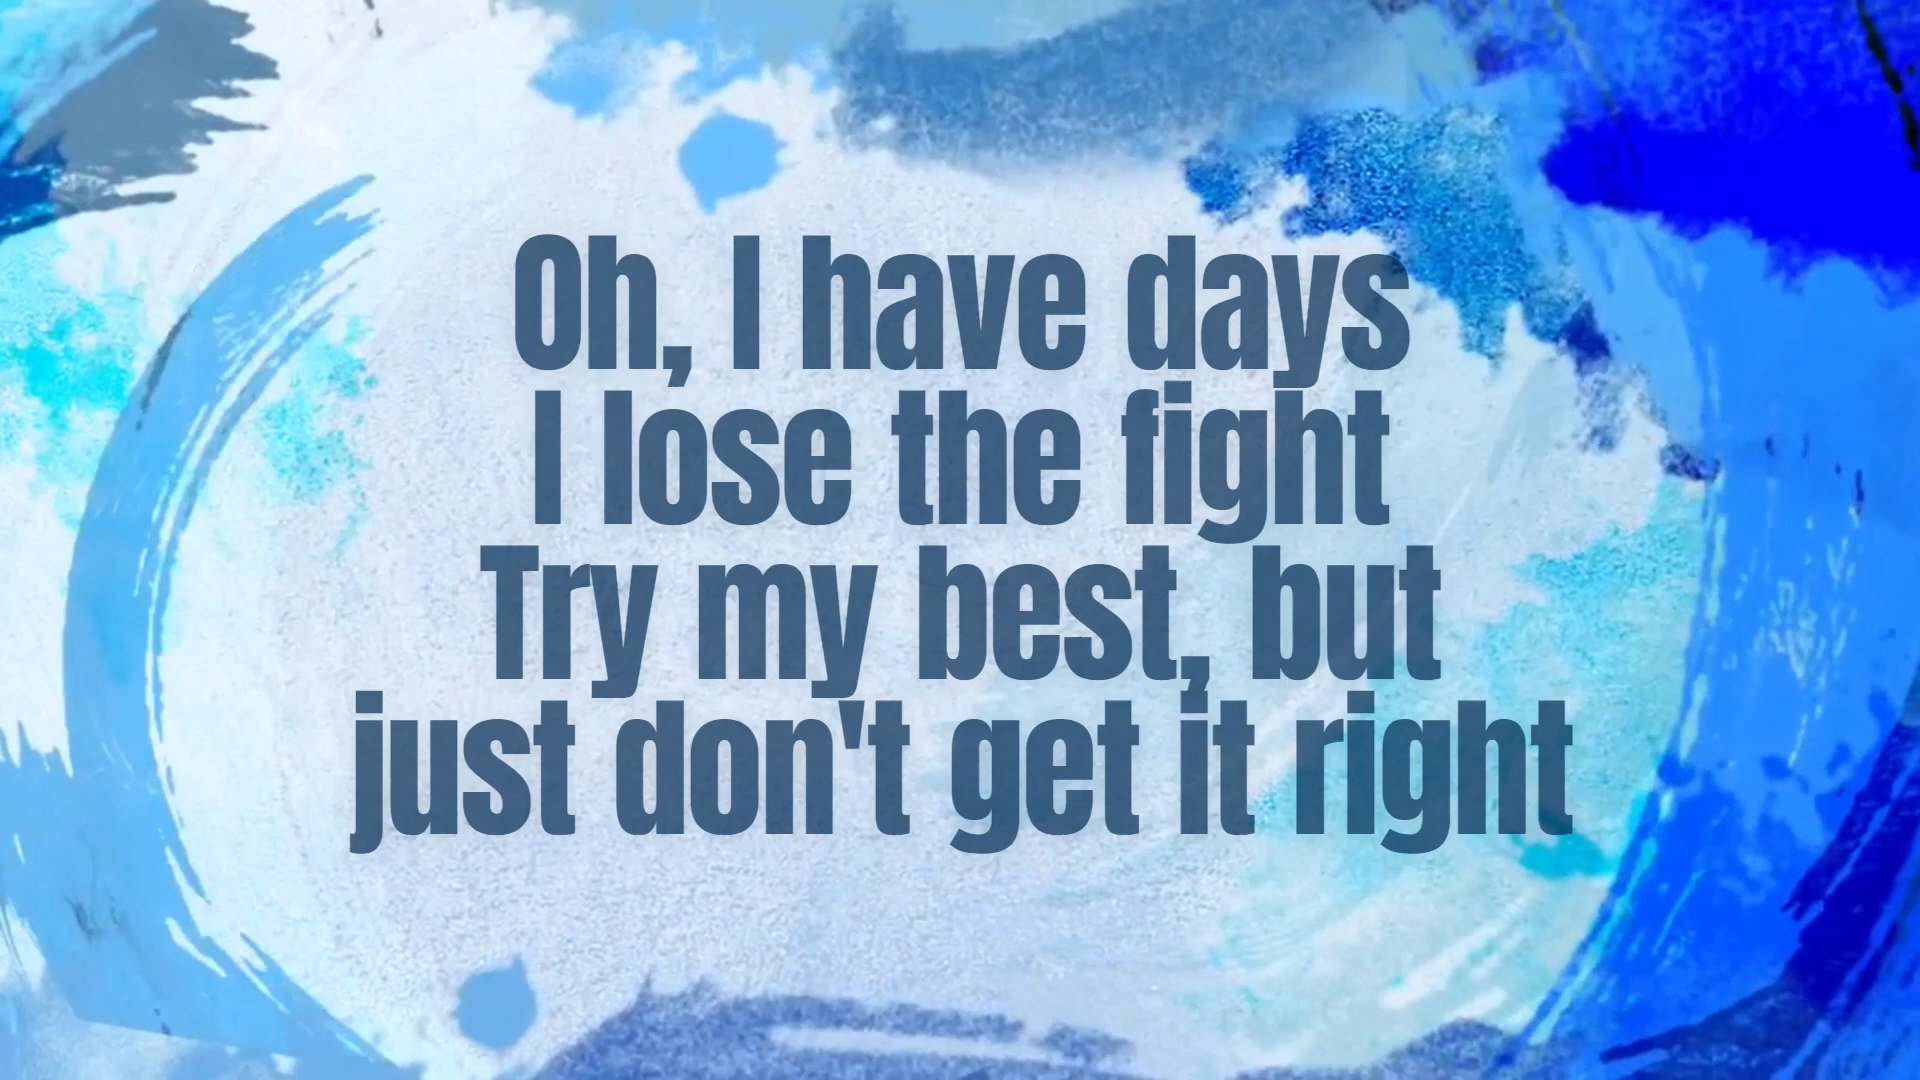 Oh, I have days
I lose the fight
Try my best, but
just don't get it right